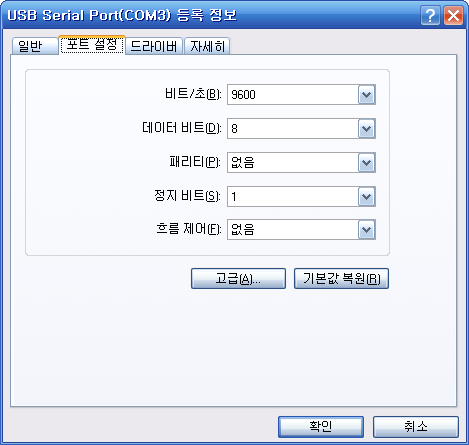 USB Serial Port(COM3) 등록 정보
일반 포트 설정 드라이버 자세히
비트/초(B): 9600
데이터 비트(D): 8
패리티(P): 없음
정지 비트(S): 1
흐름 제어(F): 없음
고급(A)... 기본값 복원(R)
확인 취소